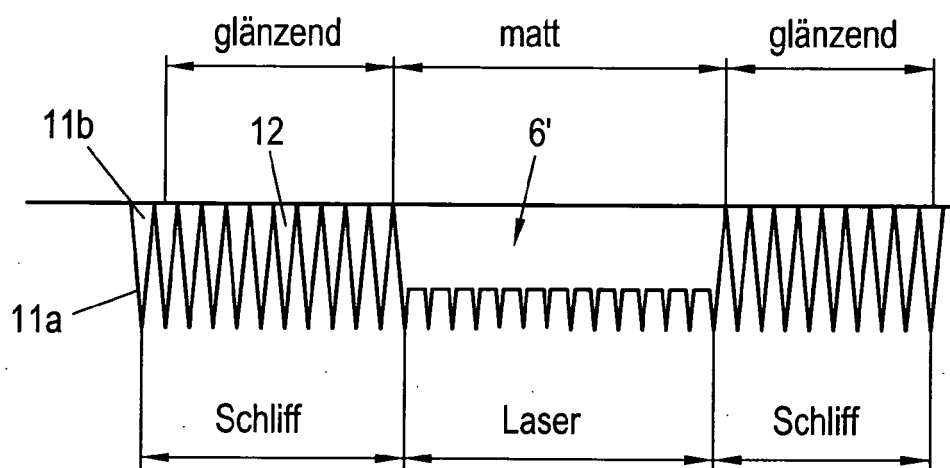 glänzend matt glänzend
11b 12 6'
11a
Schliff Laser Schliff